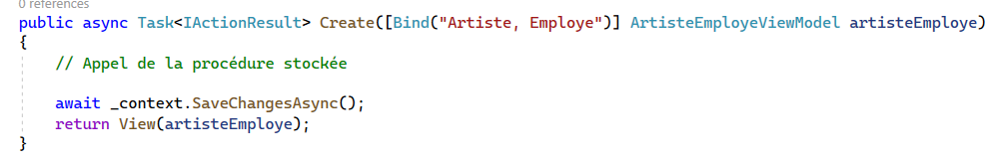 0 references
public async Task<IActionResult> Create([Bind("Artiste, Employe")] ArtisteEmployeViewModel artisteEmploye)
{
// Appel de la procédure stockée
await _context.SaveChangesAsync();
return View(artisteEmploye);
}